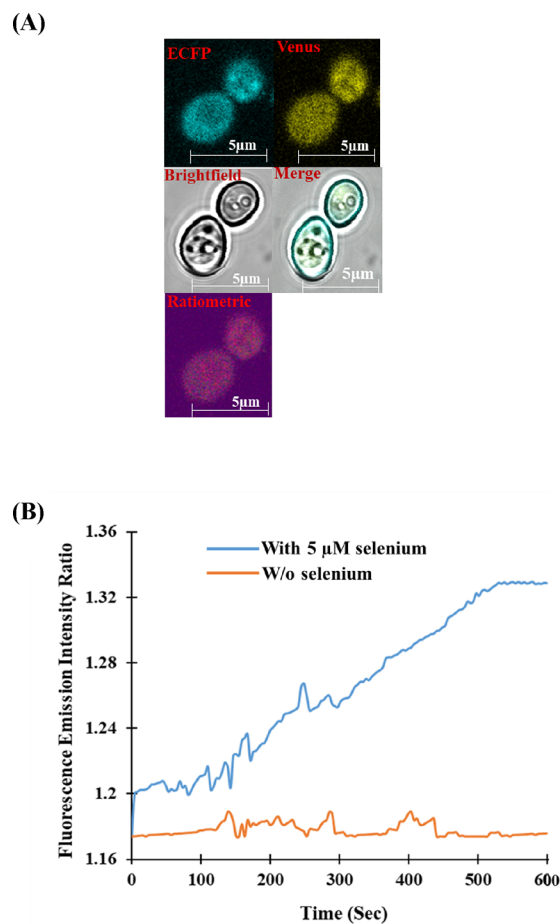 (A)
ECFP
Venus
5μm
5μm
Brightfield
Merge
5μm
5μm
Ratiometric
5μm
(B)
Fluorescence Emission Intensity Ratio
1.36
1.32
1.28
1.24
1.2
1.16
With 5 μM selenium
W/o selenium
0
100
200
300
400
500
600
Time (Sec)